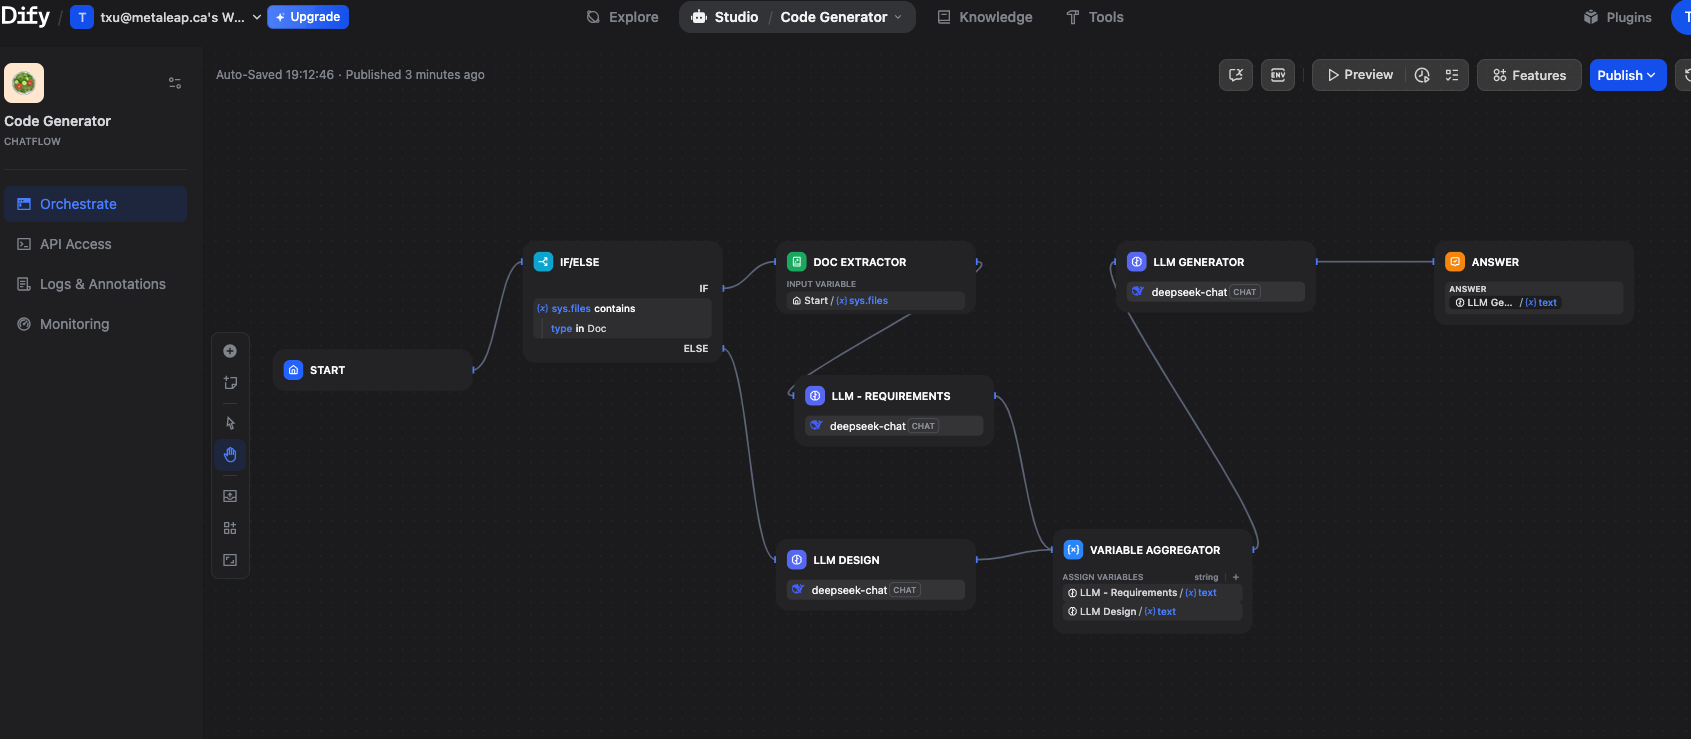 Dify / T txu@metaleap.ca's W... Upgrade
Explore
Studio / Code Generator
Knowledge
Tools
Plugins
Auto-Saved 19:12:46 · Published 3 minutes ago
ENV
Preview
Features
Publish
Code Generator
CHATFLOW
Orchestrate
API Access
Logs & Annotations
Monitoring
START
IF/ELSE
IF
{x} sys.files contains
type in Doc
ELSE
DOC EXTRACTOR
INPUT VARIABLE
Start / {x} sys.files
LLM - REQUIREMENTS
deepseek-chat CHAT
LLM DESIGN
deepseek-chat CHAT
VARIABLE AGGREGATOR
ASSIGN VARIABLES string +
LLM - Requirements / {x} text
LLM Design / {x} text
LLM GENERATOR
deepseek-chat CHAT
ANSWER
ANSWER
LLM Ge... / {x} text